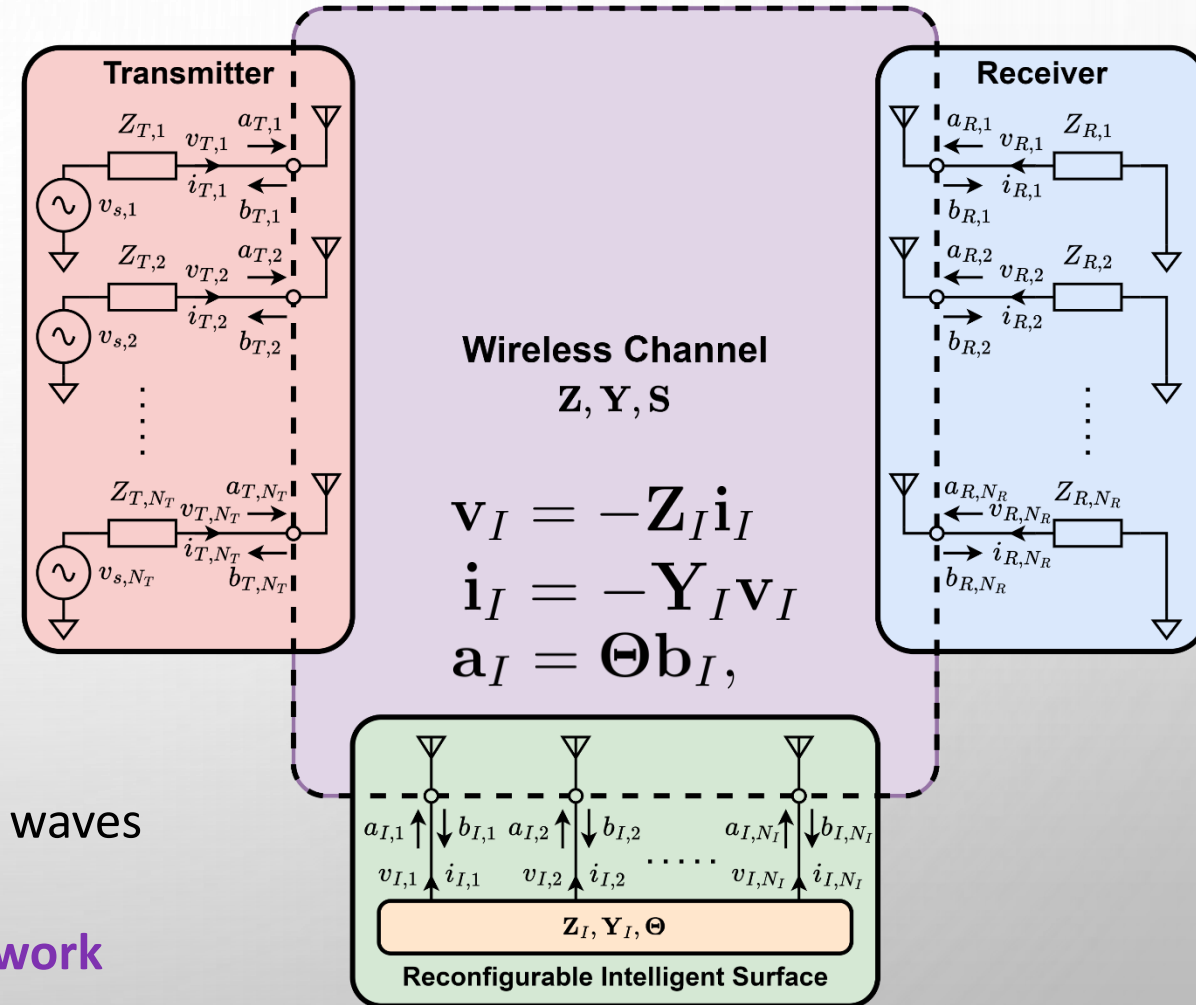 Transmitter
Z_{T,1}
v_{T,1}
a_{T,1}
i_{T,1}
b_{T,1}
v_{s,1}
Z_{T,2}
v_{T,2}
a_{T,2}
i_{T,2}
b_{T,2}
v_{s,2}
Z_{T,N_T}
v_{T,N_T}
a_{T,N_T}
i_{T,N_T}
b_{T,N_T}
v_{s,N_T}
Wireless Channel
Z, Y, S
v_I = −Z_I i_I
i_I = −Y_I v_I
a_I = Θb_I,
Receiver
a_{R,1}
v_{R,1}
Z_{R,1}
i_{R,1}
b_{R,1}
a_{R,2}
v_{R,2}
Z_{R,2}
i_{R,2}
b_{R,2}
a_{R,N_R}
v_{R,N_R}
Z_{R,N_R}
i_{R,N_R}
b_{R,N_R}
waves
work
a_{I,1} b_{I,1} a_{I,2} b_{I,2} a_{I,N_I} b_{I,N_I}
v_{I,1} i_{I,1} v_{I,2} i_{I,2} v_{I,N_I} i_{I,N_I}
Z_I, Y_I, Θ
Reconfigurable Intelligent Surface